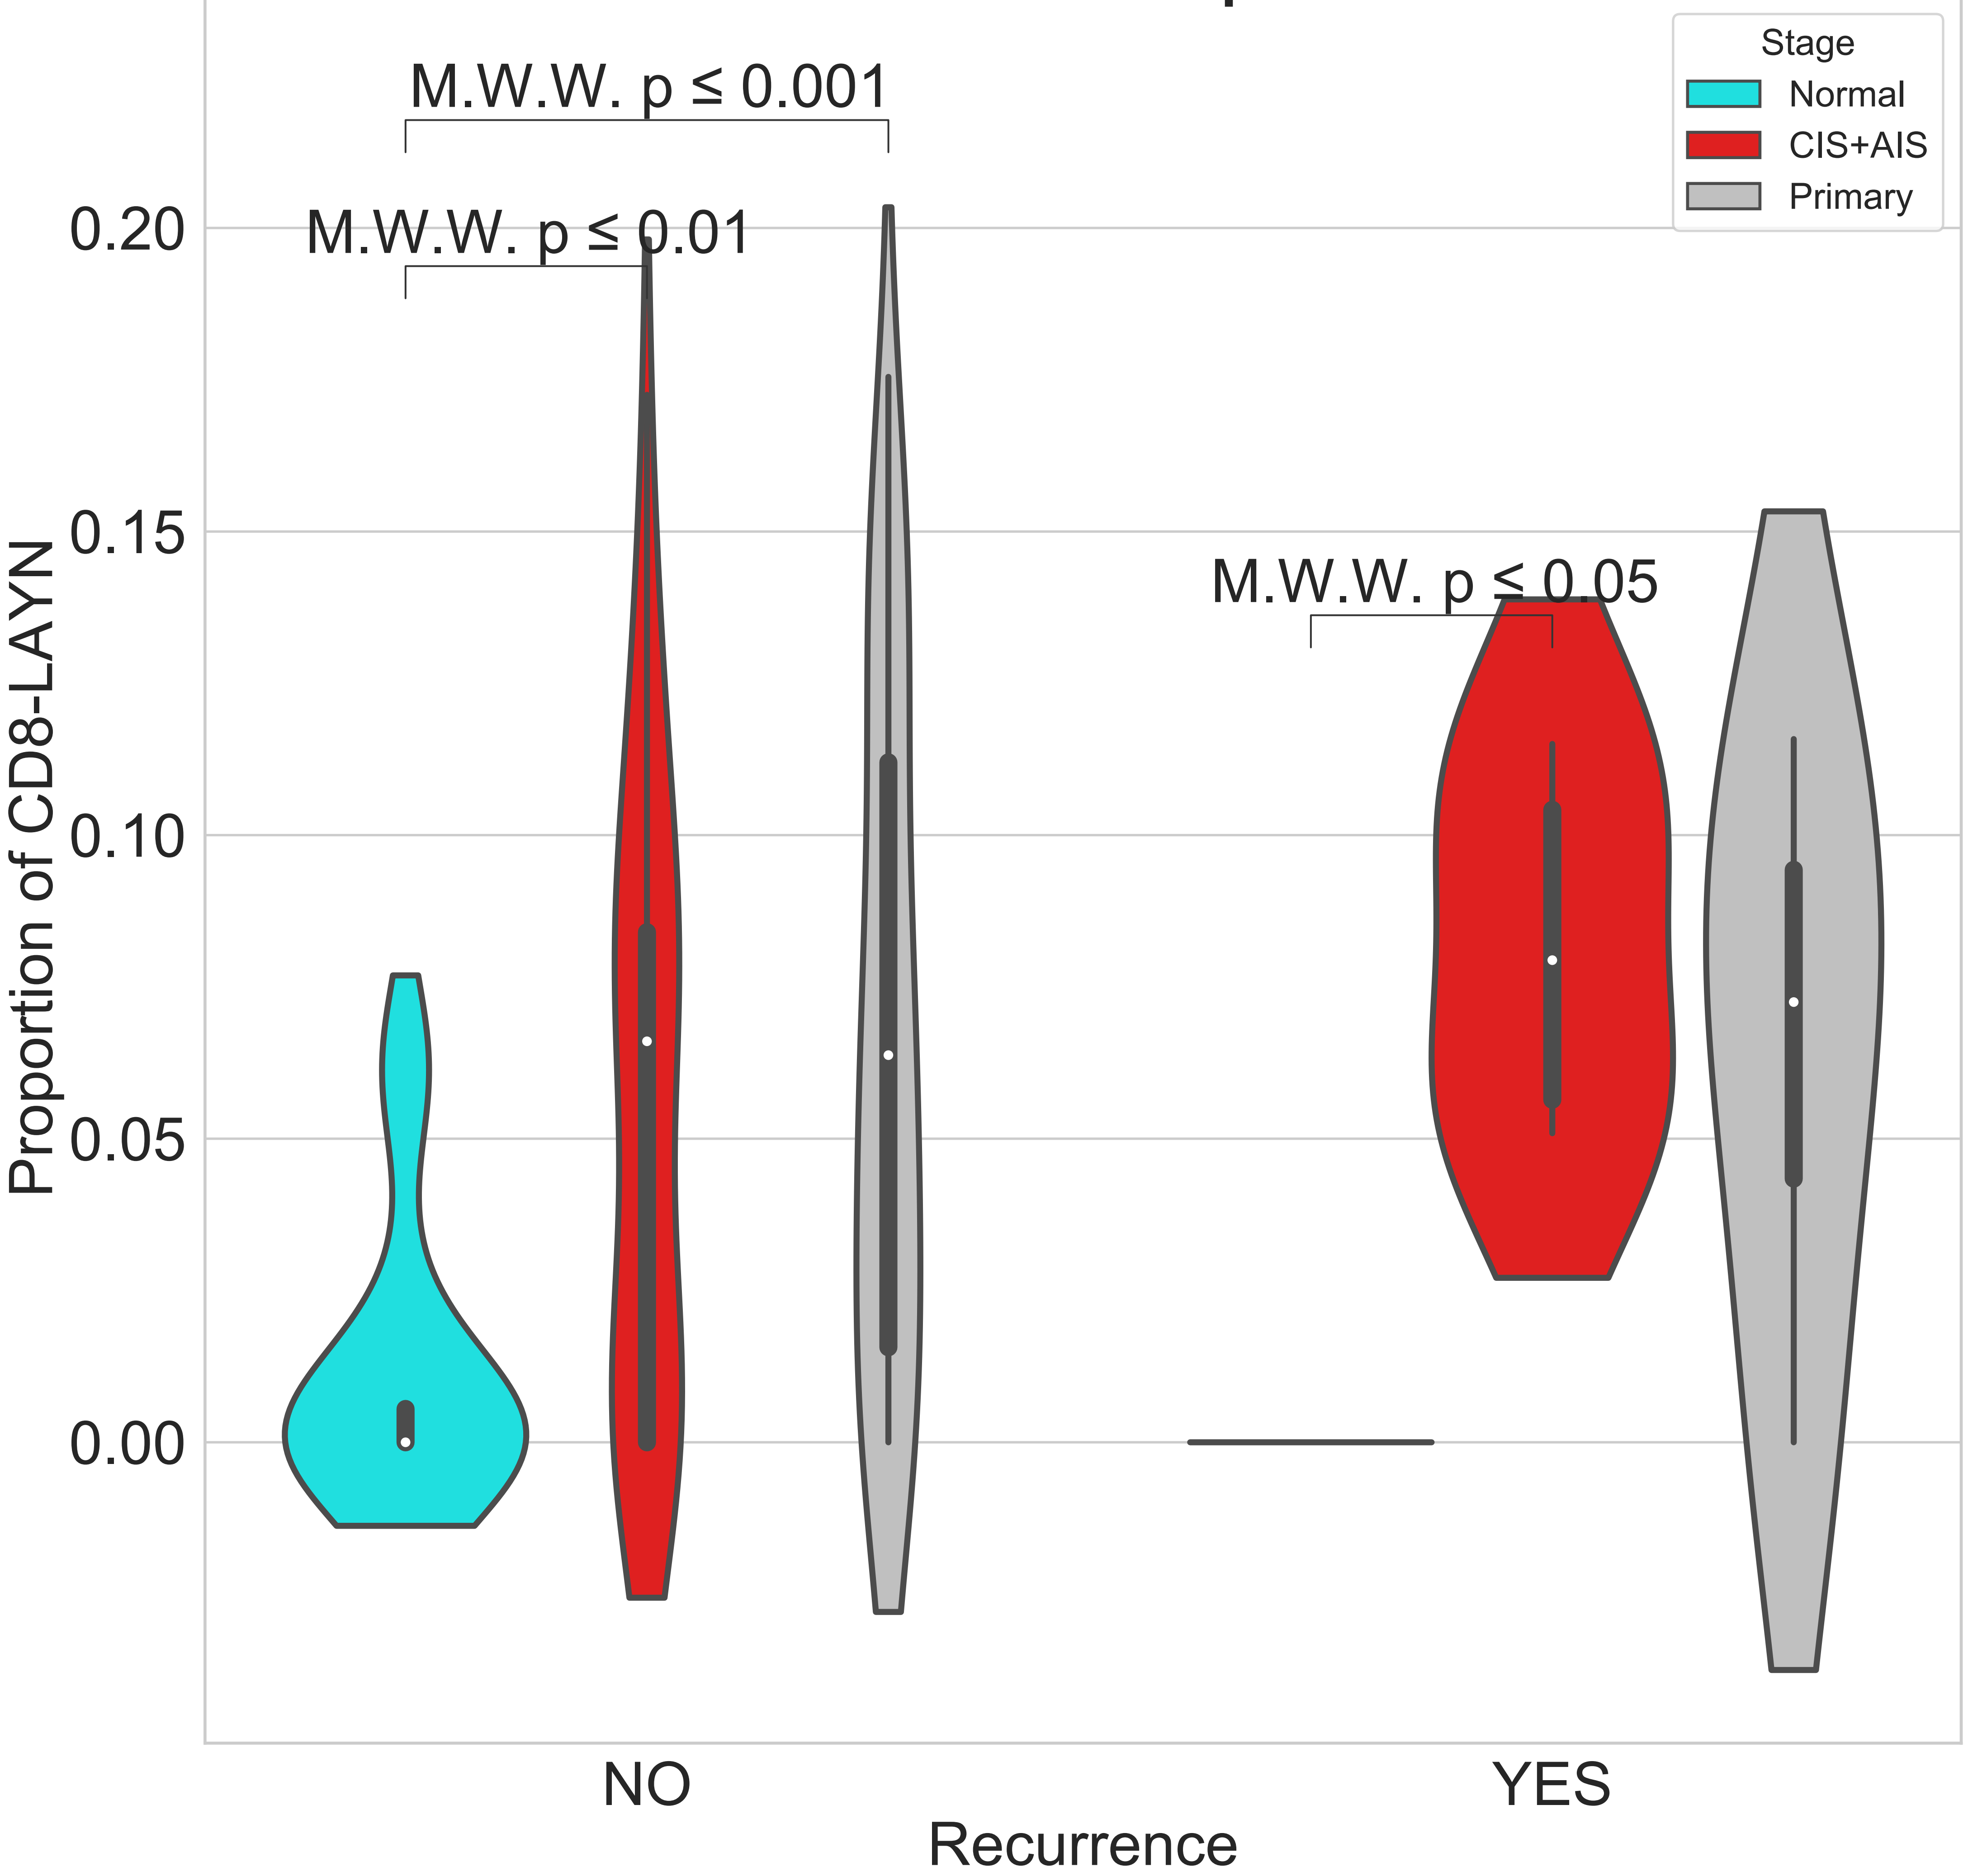 Stage
Normal
CIS+AIS
Primary
M.W.W. p ≤ 0.001
M.W.W. p ≤ 0.01
M.W.W. p ≤ 0.05
0.20
0.15
0.10
0.05
0.00
Proportion of CD8-LAYN
NO
YES
Recurrence